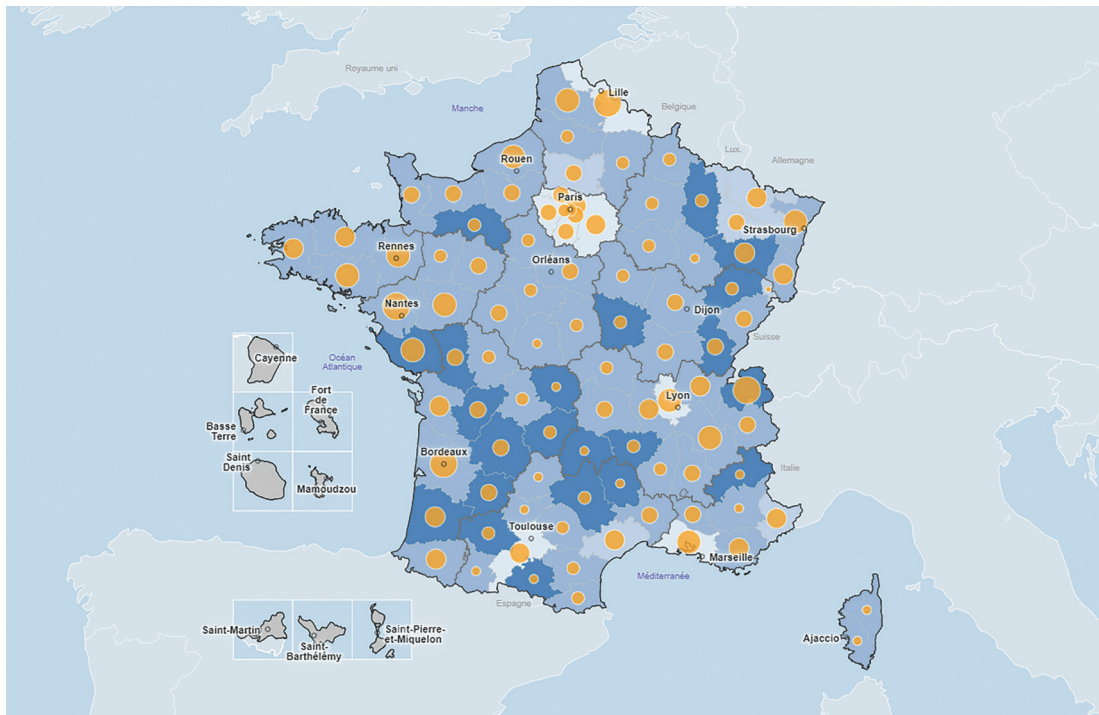 Royaume uni
Lille
Manche
Belgique
Rouen
Lux.
Allemagne
Paris
Strasbourg
Rennes
Orléans
Nantes
Dijon
Suisse
Cayenne
Océan
Atlantique
Fort
de
France
Lyon
Basse
Terre
Bordeaux
Saint
Denis
Italie
Mamoudzou
Toulouse
Marseille
Méditerranée
Espagne
Saint-Martin
Saint-
Barthélémy
Saint-Pierre-
et-Miquelon
Ajaccio